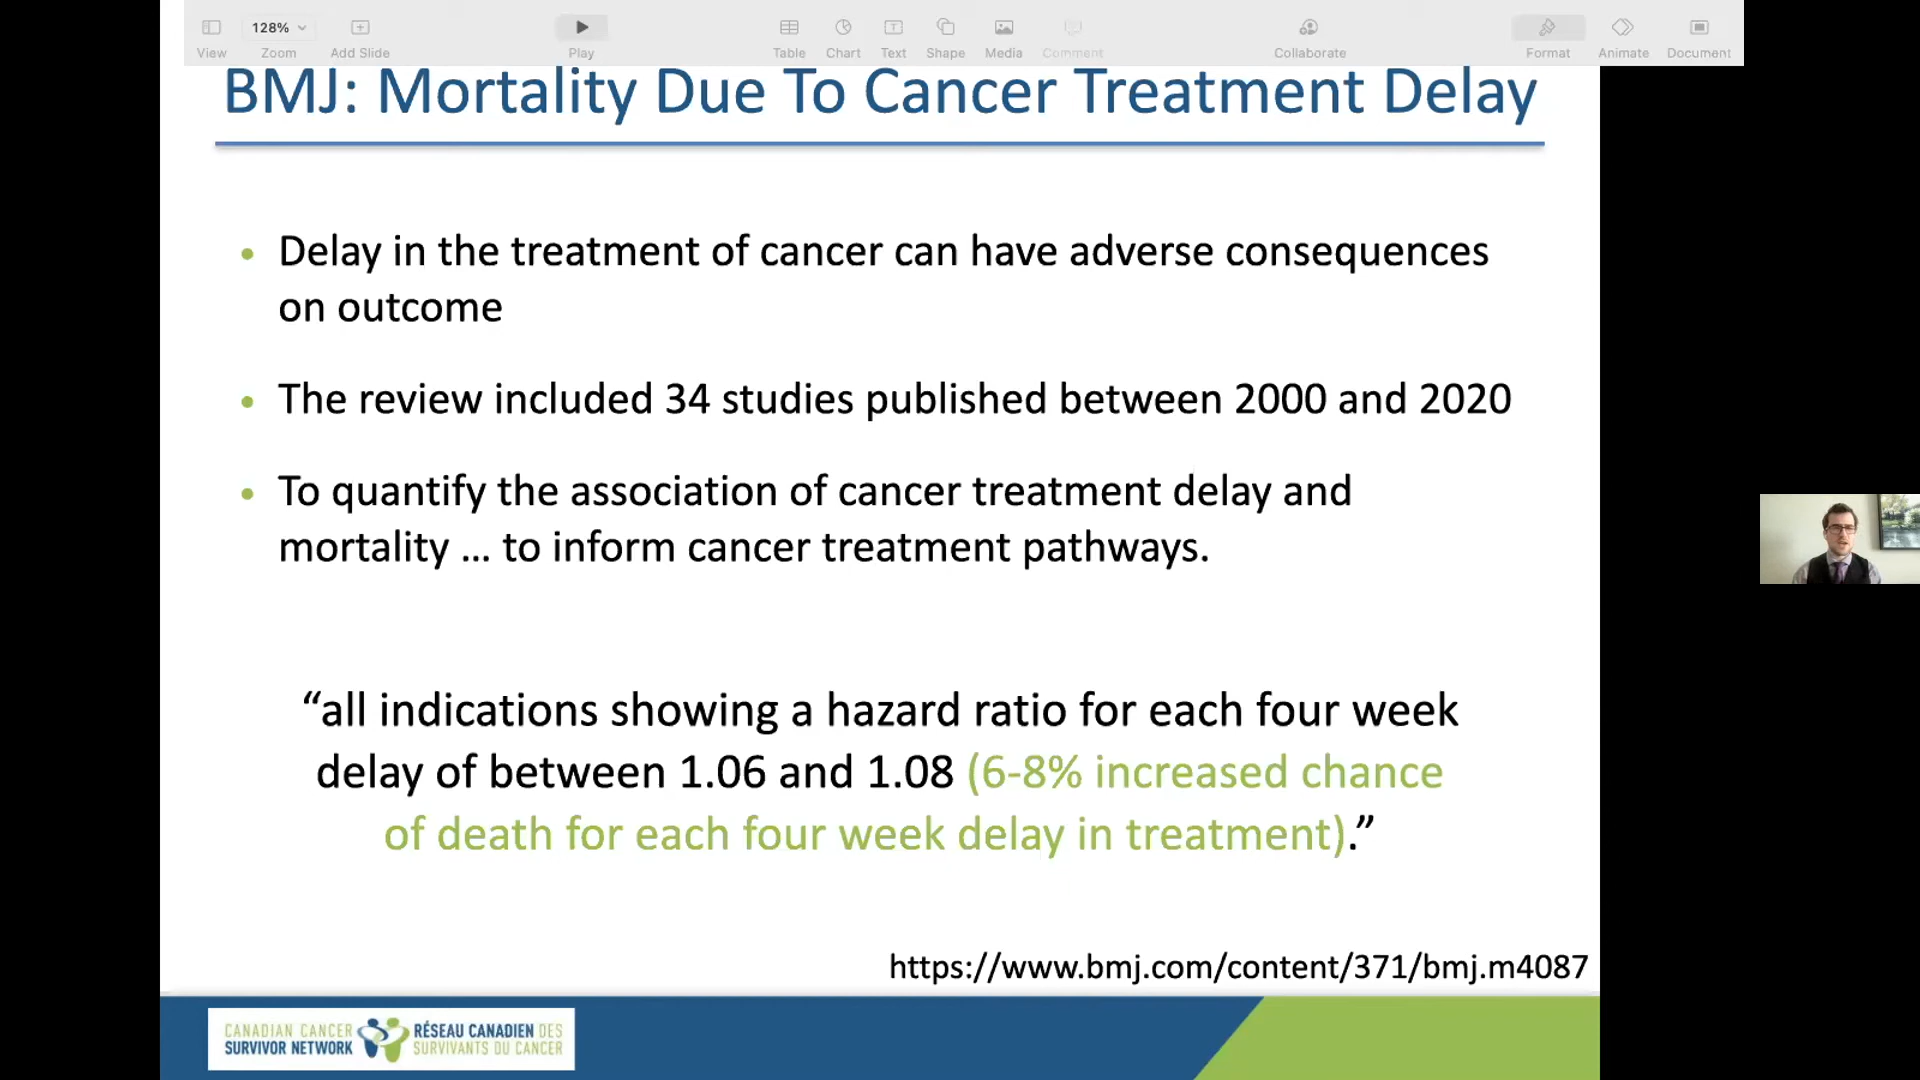 128%
View
Zoom
Add Slide
Play
Table
Chart
Text
Shape
Media
Comment
Collaborate
Format
Animate
Document
BMJ: Mortality Due To Cancer Treatment Delay
• Delay in the treatment of cancer can have adverse consequences
on outcome
• The review included 34 studies published between 2000 and 2020
• To quantify the association of cancer treatment delay and
mortality … to inform cancer treatment pathways.
“all indications showing a hazard ratio for each four week
delay of between 1.06 and 1.08 (6-8% increased chance
of death for each four week delay in treatment).”
https://www.bmj.com/content/371/bmj.m4087
CANADIAN CANCER
SURVIVOR NETWORK
RÉSEAU CANADIEN DES
SURVIVANTS DU CANCER